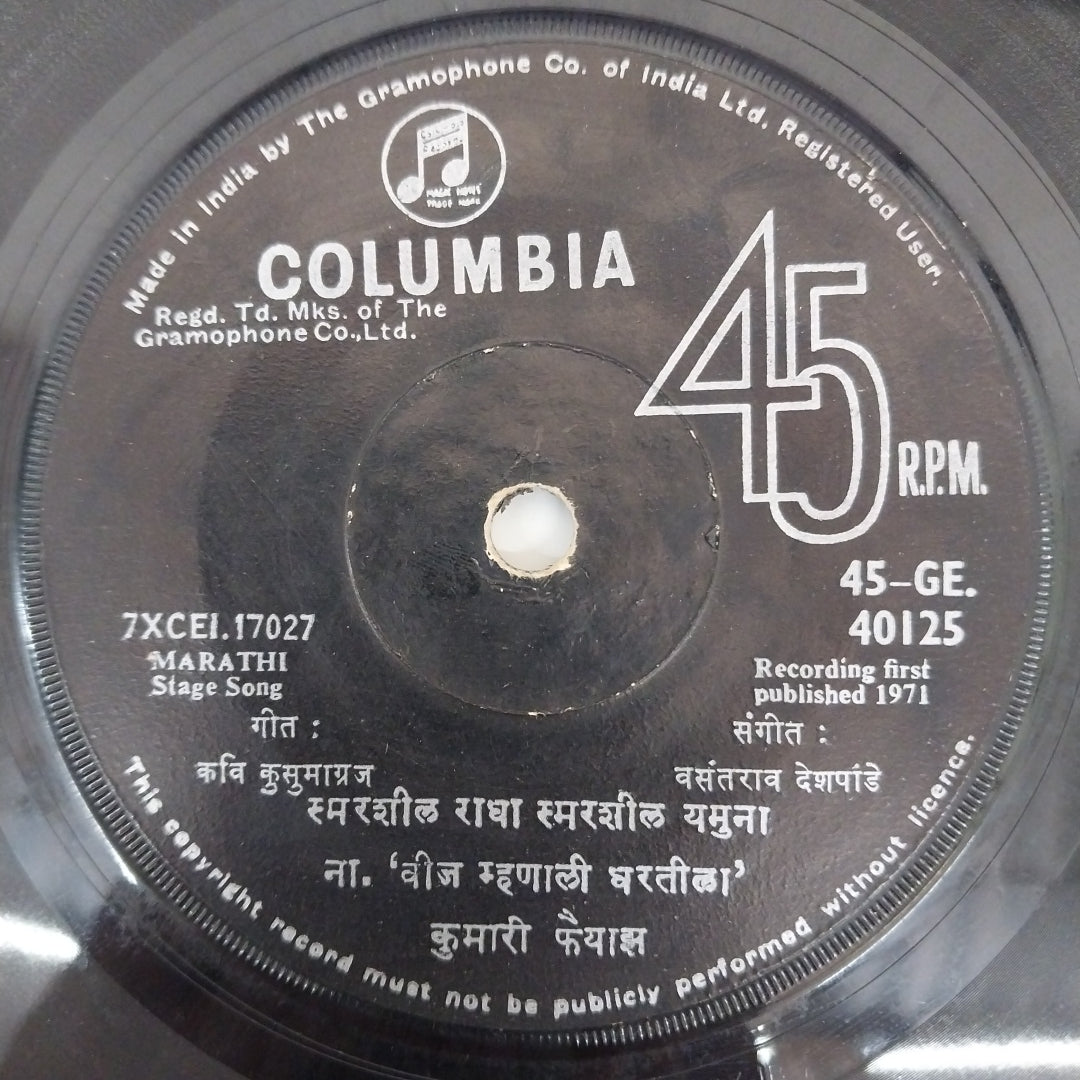 Made in India by The Gramophone Co. of India Ltd. Registered User.
COLUMBIA
Regd. Td. Mks. of The
Gramophone Co.,Ltd.
45
R.P.M.
45-GE.
40125
7XCEI.17027
MARATHI
Stage Song
Recording first
published 1971
गीत :
कवि कुसुमाग्रज
संगीत :
वसंतराव देशपांडे
स्मरशील राधा स्मरशील यमुना
ना. ‘वीज म्हणाली धरतीला’
कुमारी फैयाझ
This copyright record must not be publicly performed without licence.